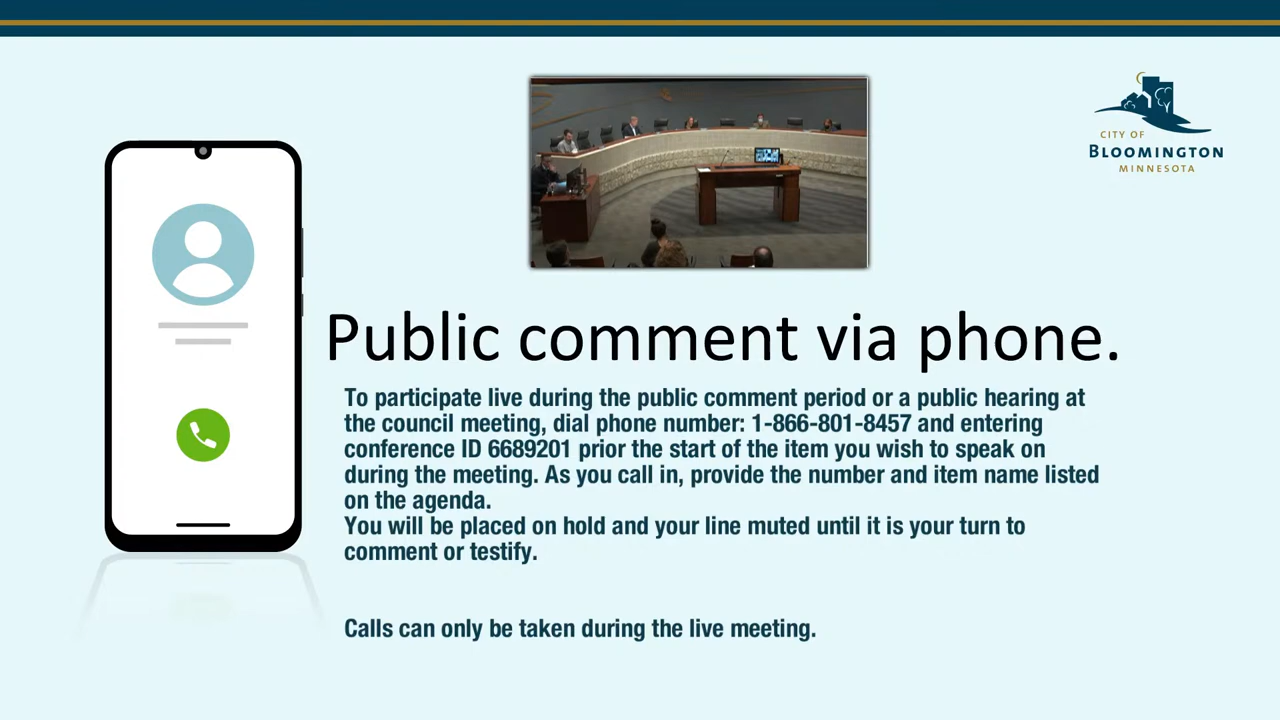 CITY OF
BLOOMINGTON
MINNESOTA
Public comment via phone.
To participate live during the public comment period or a public hearing at
the council meeting, dial phone number: 1-866-801-8457 and entering
conference ID 6689201 prior the start of the item you wish to speak on
during the meeting. As you call in, provide the number and item name listed
on the agenda.
You will be placed on hold and your line muted until it is your turn to
comment or testify.
Calls can only be taken during the live meeting.